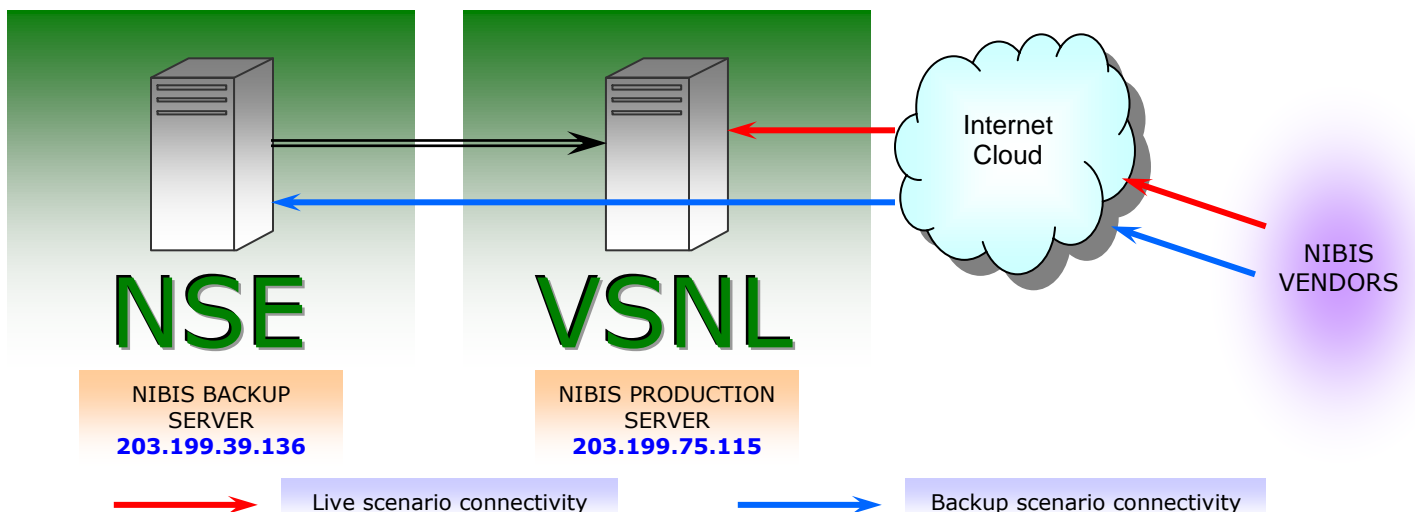 Internet
Cloud
NIBIS
VENDORS
NSE
VSNL
NIBIS BACKUP
SERVER
203.199.39.136
NIBIS PRODUCTION
SERVER
203.199.75.115
Live scenario connectivity
Backup scenario connectivity